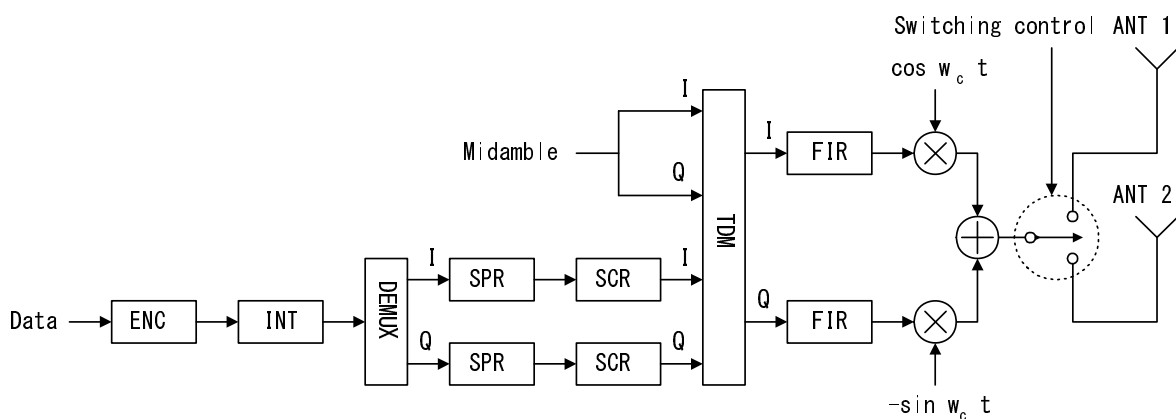 Switching control ANT 1
cos w_c t
I
I
Midamble
FIR
Q
ANT 2
TDM
I
I
SPR
SCR
DEMUX
Q
Data
ENC
INT
FIR
Q
Q
SPR
SCR
-sin w_c t